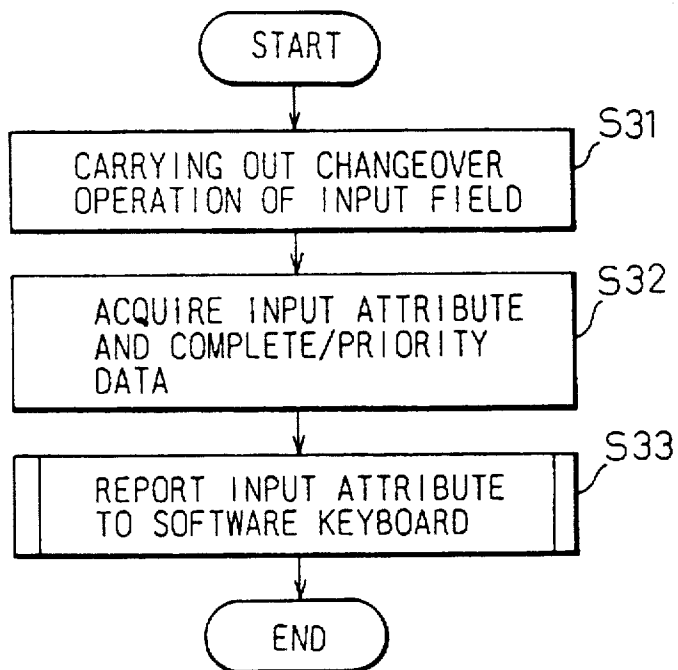 START
S31
CARRYING OUT CHANGEOVER
OPERATION OF INPUT FIELD
S32
ACQUIRE INPUT ATTRIBUTE
AND COMPLETE/PRIORITY
DATA
S33
REPORT INPUT ATTRIBUTE
TO SOFTWARE KEYBOARD
END